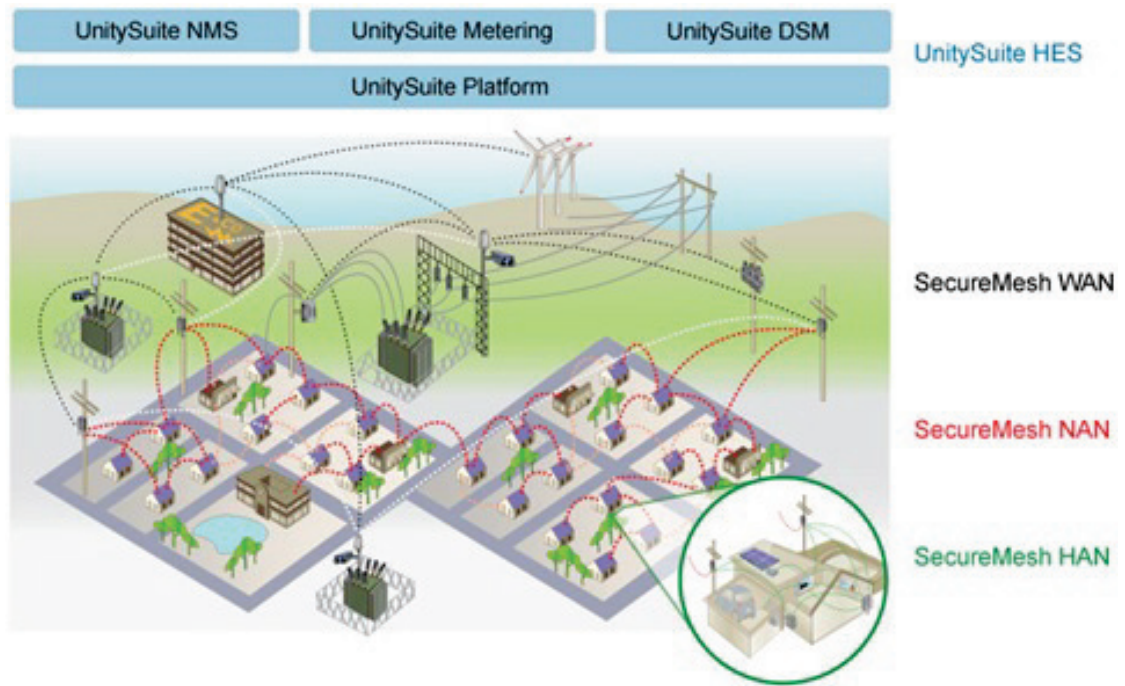 UnitySuite NMS
UnitySuite Metering
UnitySuite DSM
UnitySuite HES
UnitySuite Platform
SecureMesh WAN
SecureMesh NAN
SecureMesh HAN